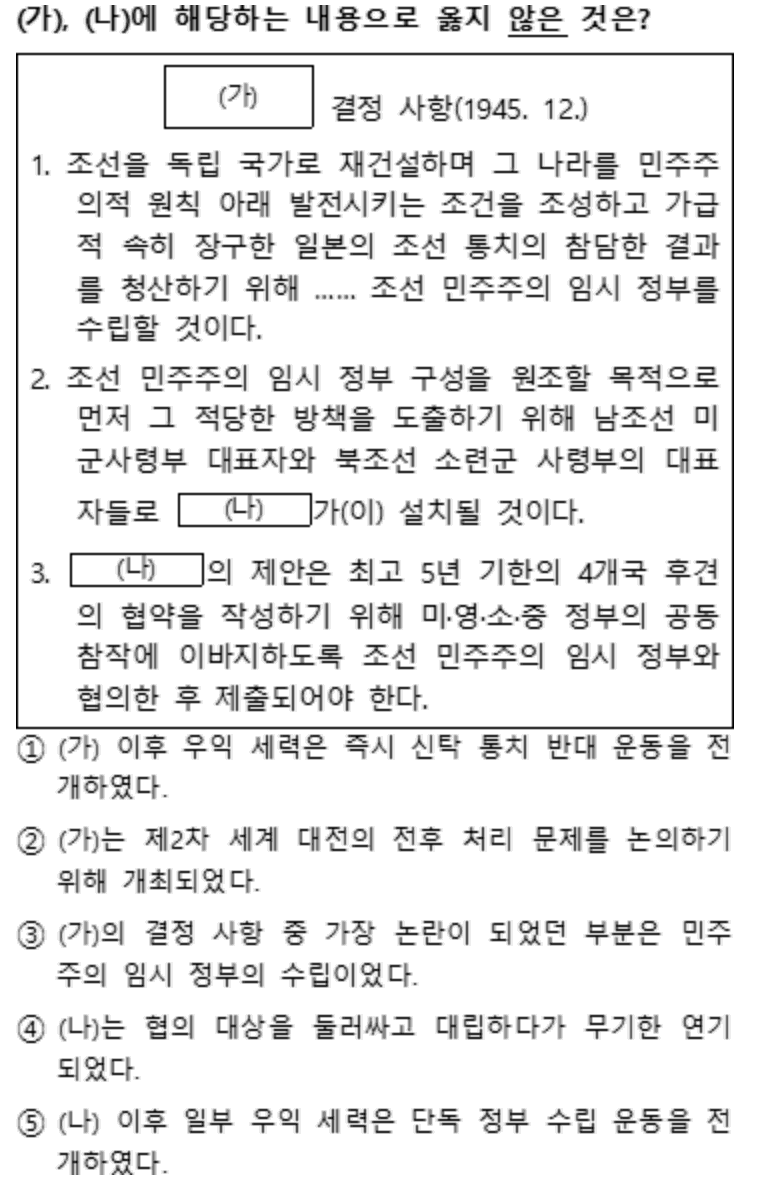 (가), (나)에 해당하는 내용으로 옳지 않은 것은?
(가) 결정 사항(1945. 12.)
1. 조선을 독립 국가로 재건설하며 그 나라를 민주주
의적 원칙 아래 발전시키는 조건을 조성하고 가급
적 속히 장구한 일본의 조선 통치의 참담한 결과
를 청산하기 위해 …… 조선 민주주의 임시 정부를
수립할 것이다.
2. 조선 민주주의 임시 정부 구성을 원조할 목적으로
먼저 그 적당한 방책을 도출하기 위해 남조선 미
군사령부 대표자와 북조선 소련군 사령부의 대표
자들로 (나) 가(이) 설치될 것이다.
3. (나) 의 제안은 최고 5년 기한의 4개국 후견
의 협약을 작성하기 위해 미·영·소·중 정부의 공동
참작에 이바지하도록 조선 민주주의 임시 정부와
협의한 후 제출되어야 한다.
① (가) 이후 우익 세력은 즉시 신탁 통치 반대 운동을 전
개하였다.
② (가)는 제2차 세계 대전의 전후 처리 문제를 논의하기
위해 개최되었다.
③ (가)의 결정 사항 중 가장 논란이 되었던 부분은 민주
주의 임시 정부의 수립이었다.
④ (나)는 협의 대상을 둘러싸고 대립하다가 무기한 연기
되었다.
⑤ (나) 이후 일부 우익 세력은 단독 정부 수립 운동을 전
개하였다.